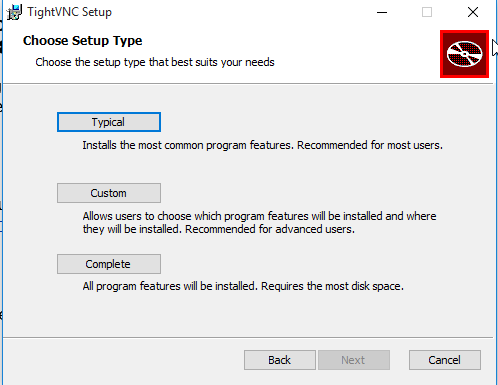 TightVNC Setup
Choose Setup Type
Choose the setup type that best suits your needs
Typical
Installs the most common program features. Recommended for most users.
Custom
Allows users to choose which program features will be installed and where
they will be installed. Recommended for advanced users.
Complete
All program features will be installed. Requires the most disk space.
Back
Next
Cancel